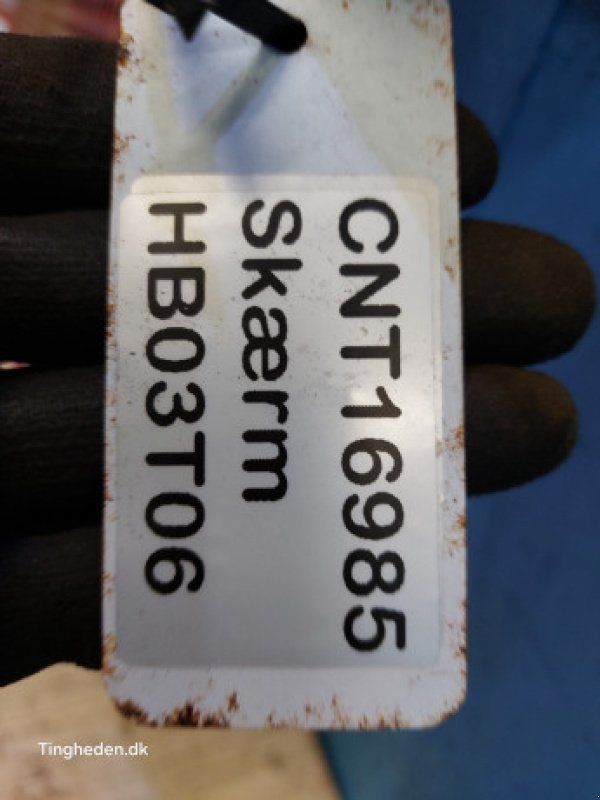 CNT16985
Skærm
HB03T06
Tingheden.dk